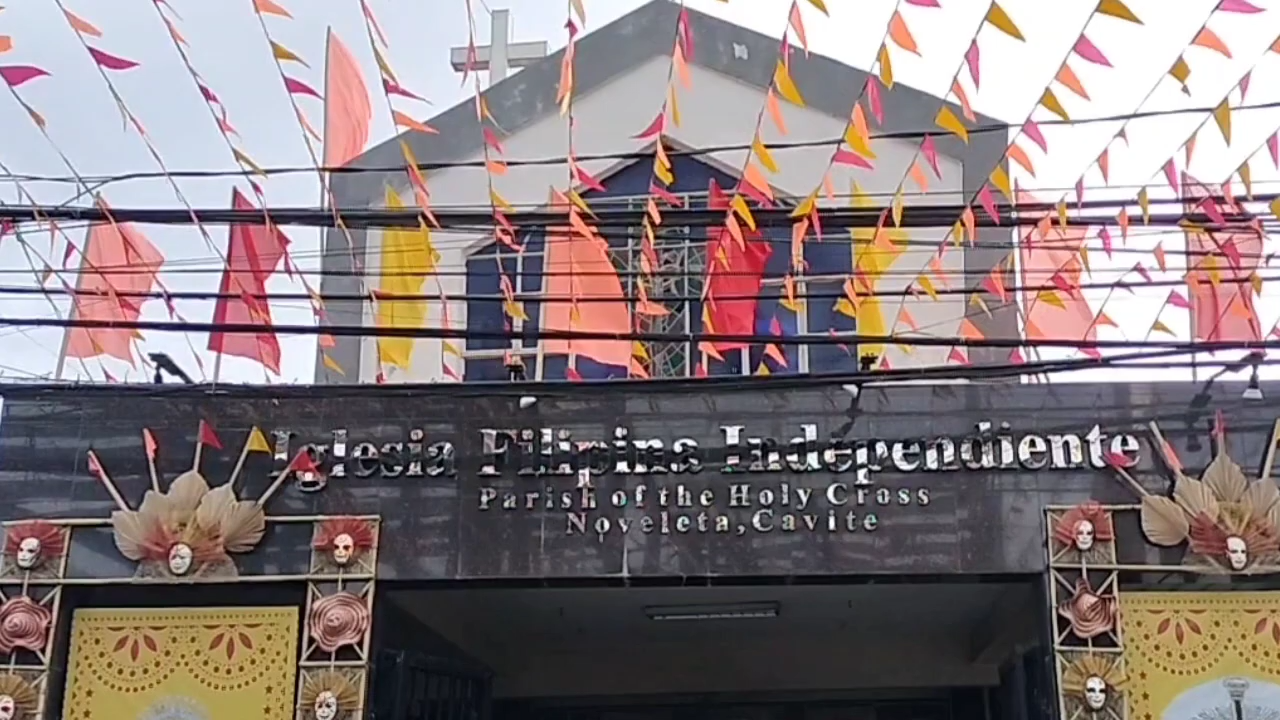 Iglesia Filipina Independiente
Parish of the Holy Cross
Noveleta, Cavite